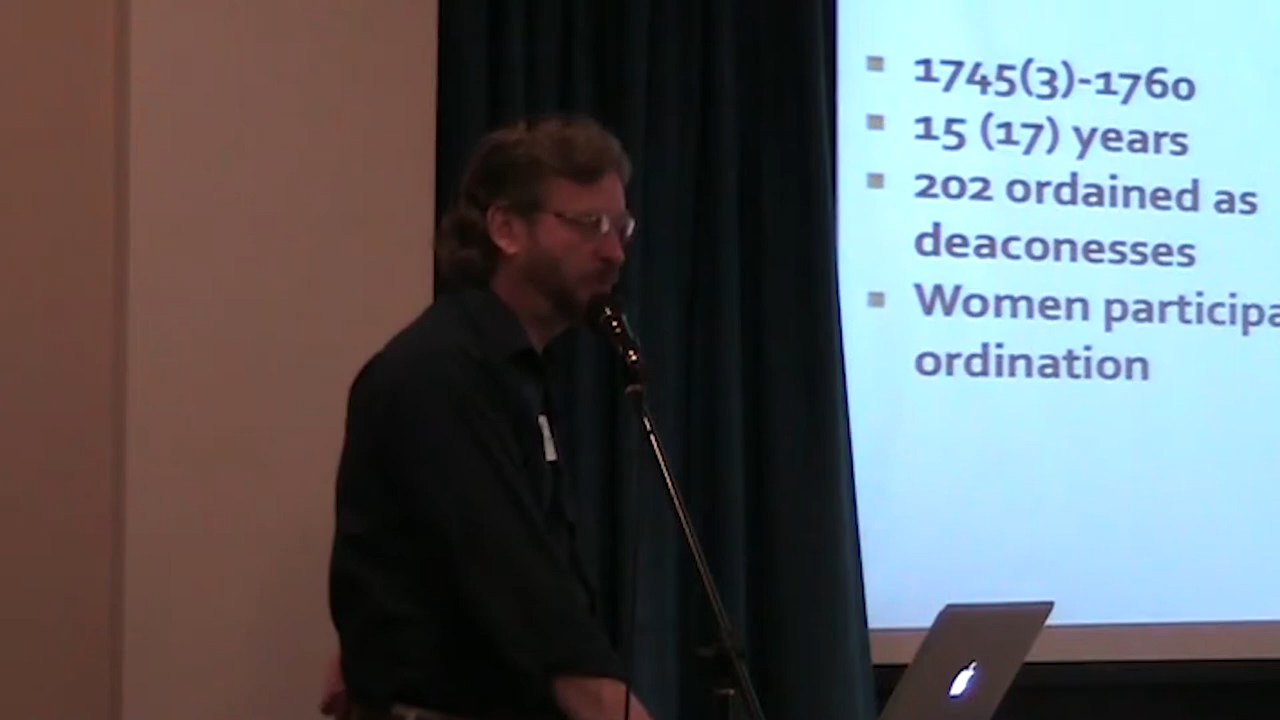 1745(3)-1760
15 (17) years
202 ordained as
deaconesses
Women participa
ordination